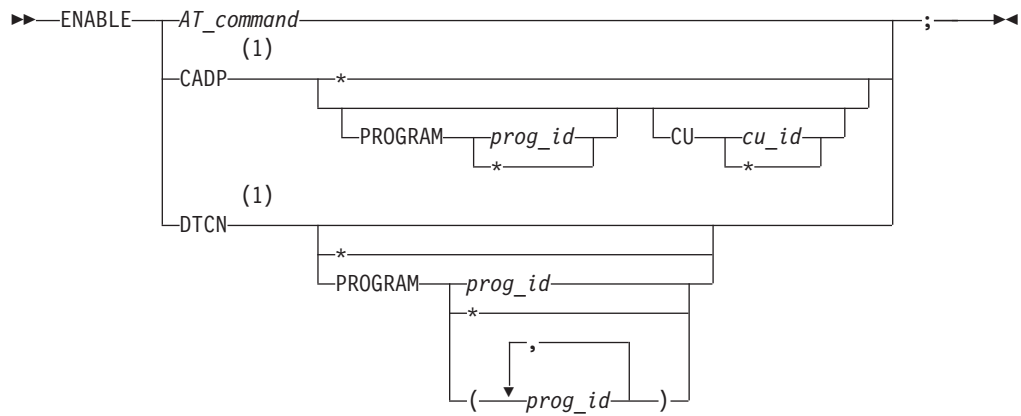 ENABLE AT_command ;
(1)
CADP *
PROGRAM prog_id CU cu_id
* *
(1)
DTCN
*
PROGRAM prog_id
*
,
( prog_id )